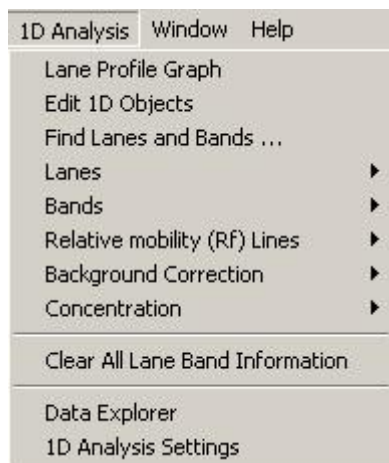 1D Analysis Window Help
Lane Profile Graph
Edit 1D Objects
Find Lanes and Bands ...
Lanes
Bands
Relative mobility (Rf) Lines
Background Correction
Concentration
Clear All Lane Band Information
Data Explorer
1D Analysis Settings